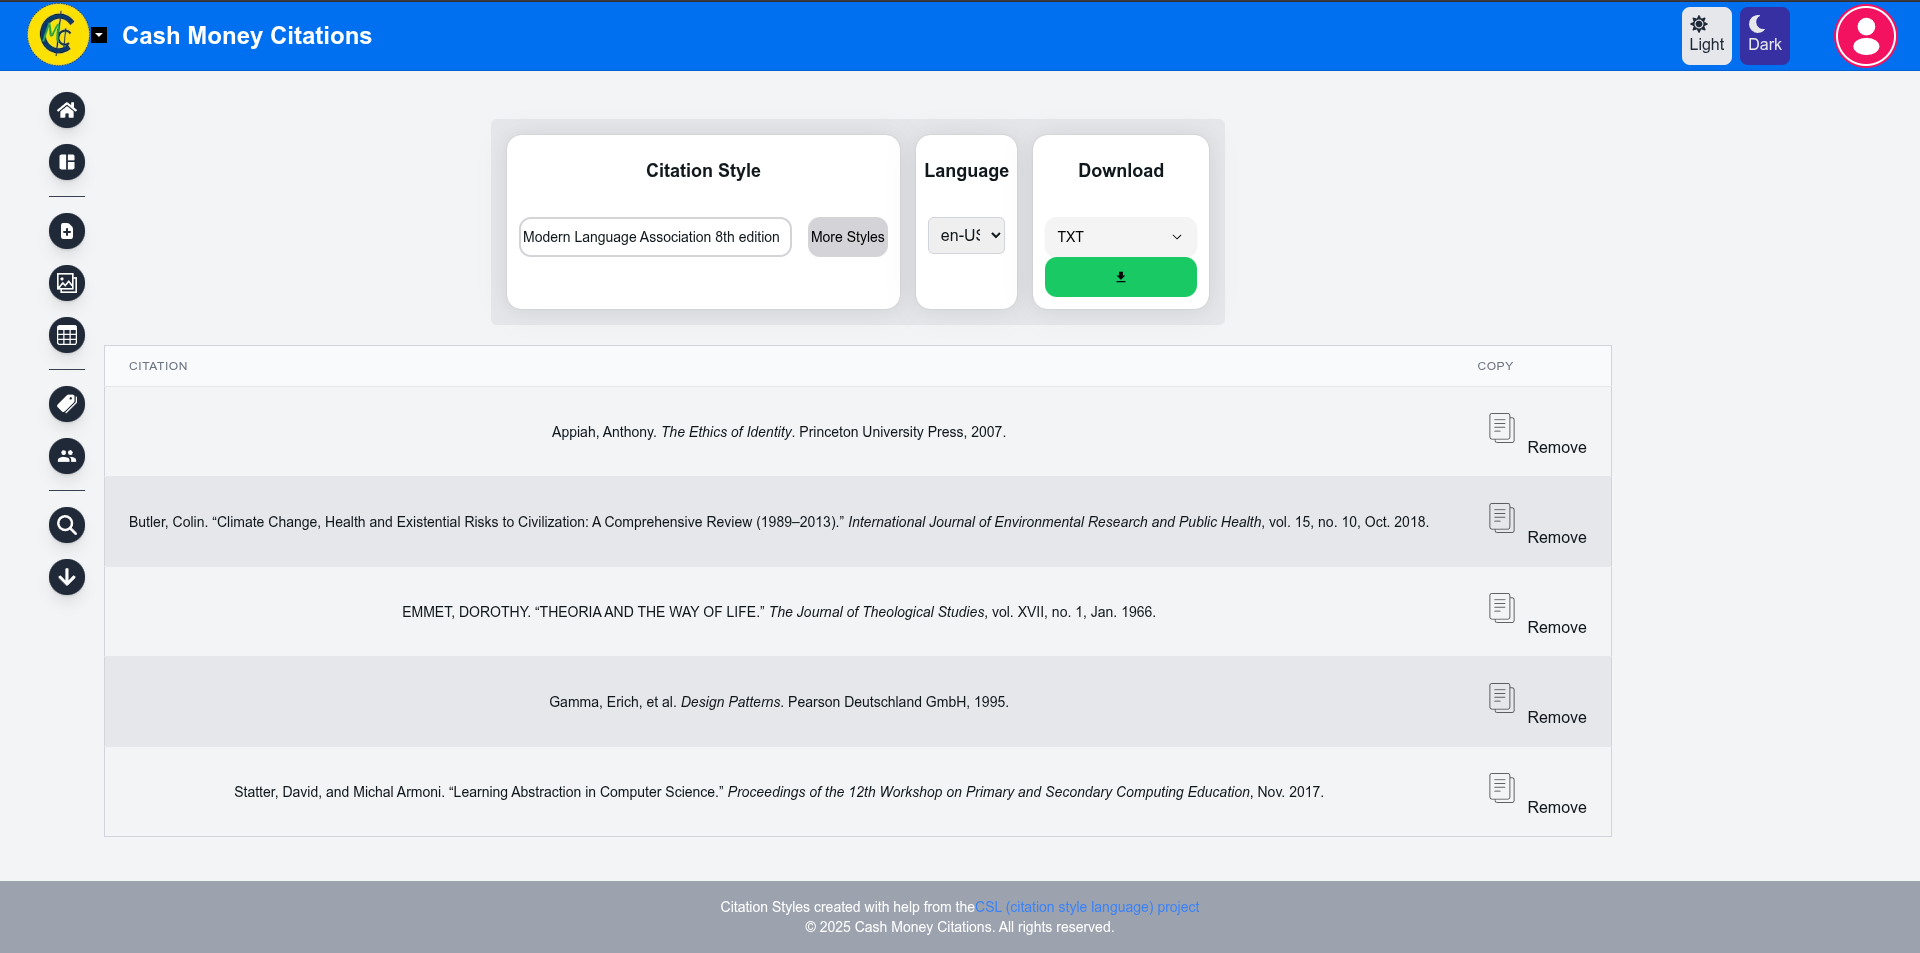 Cash Money Citations
Light
Dark
Citation Style
Language
Download
Modern Language Association 8th edition
More Styles
en-US
TXT
CITATION
COPY
Appiah, Anthony. The Ethics of Identity. Princeton University Press, 2007.
Remove
Butler, Colin. “Climate Change, Health and Existential Risks to Civilization: A Comprehensive Review (1989–2013).” International Journal of Environmental Research and Public Health, vol. 15, no. 10, Oct. 2018.
Remove
EMMET, DOROTHY. “THEORIA AND THE WAY OF LIFE.” The Journal of Theological Studies, vol. XVII, no. 1, Jan. 1966.
Remove
Gamma, Erich, et al. Design Patterns. Pearson Deutschland GmbH, 1995.
Remove
Statter, David, and Michal Armoni. “Learning Abstraction in Computer Science.” Proceedings of the 12th Workshop on Primary and Secondary Computing Education, Nov. 2017.
Remove
Citation Styles created with help from theCSL (citation style language) project
© 2025 Cash Money Citations. All rights reserved.